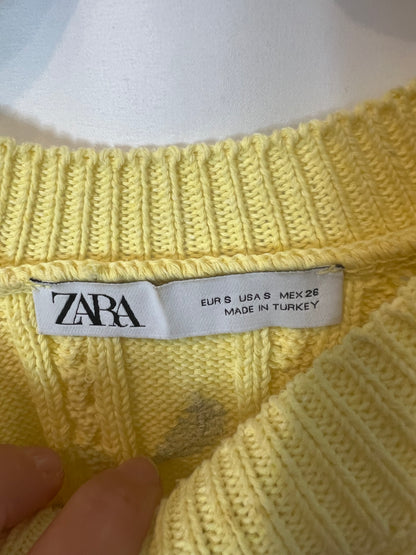 ZARA
EUR S USA S MEX 26
MADE IN TURKEY